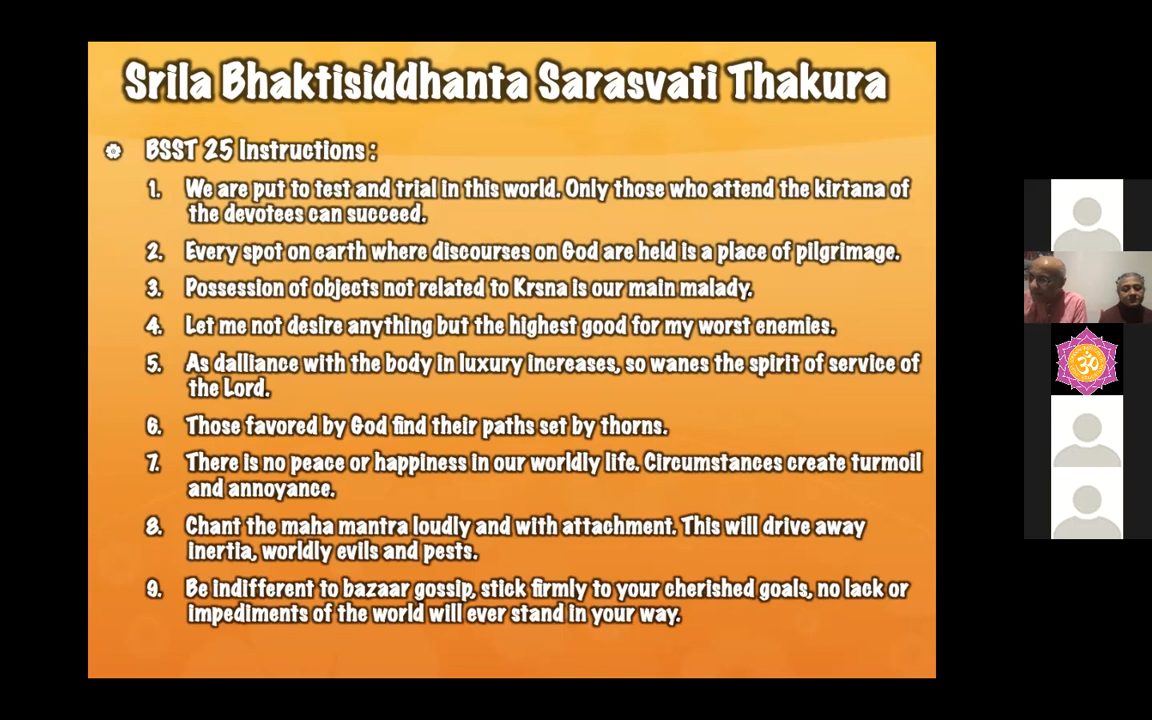 Srila Bhaktisiddhanta Sarasvati Thakura
BSST 25 Instructions :
1. We are put to test and trial in this world. Only those who attend the kirtana of
the devotees can succeed.
2. Every spot on earth where discourses on God are held is a place of pilgrimage.
3. Possession of objects not related to Krsna is our main malady.
4. Let me not desire anything but the highest good for my worst enemies.
5. As dalliance with the body in luxury increases, so wanes the spirit of service of
the Lord.
6. Those favored by God find their paths set by thorns.
7. There is no peace or happiness in our worldly life. Circumstances create turmoil
and annoyance.
8. Chant the maha mantra loudly and with attachment. This will drive away
inertia, worldly evils and pests.
9. Be indifferent to bazaar gossip, stick firmly to your cherished goals, no lack or
impediments of the world will ever stand in your way.
ॐ